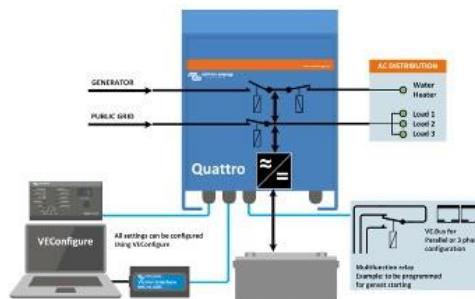 victron energy
AC DISTRIBUTION
GENERATOR
Water
Heater
PUBLIC GRID
Load 1
Load 2
Load 3
Quattro
VEConfigure
All settings can be configured
Using VEConfigure
VE.Bus for
Parallel or 3 phase
configuration
Multifunction relay
Example: to be programmed
for genset starting